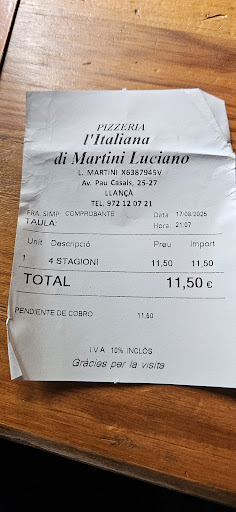 PIZZERIA
l'Italiana
di Martini Luciano
L. MARTINI X6387945V
Av. Pau Casals, 25-27
LLANÇÀ
TEL. 972 12 07 21
FRA. SIMP. COMPROBANTE Data 17/08/2025
TAULA: Hora: 21:07
Unit Descripció Preu Import
1 4 STAGIONI 11,50 11,50
TOTAL 11,50 €
PENDIENTE DE COBRO 11,50
I.V.A. 10% INCLÒS
Gràcies per la visita